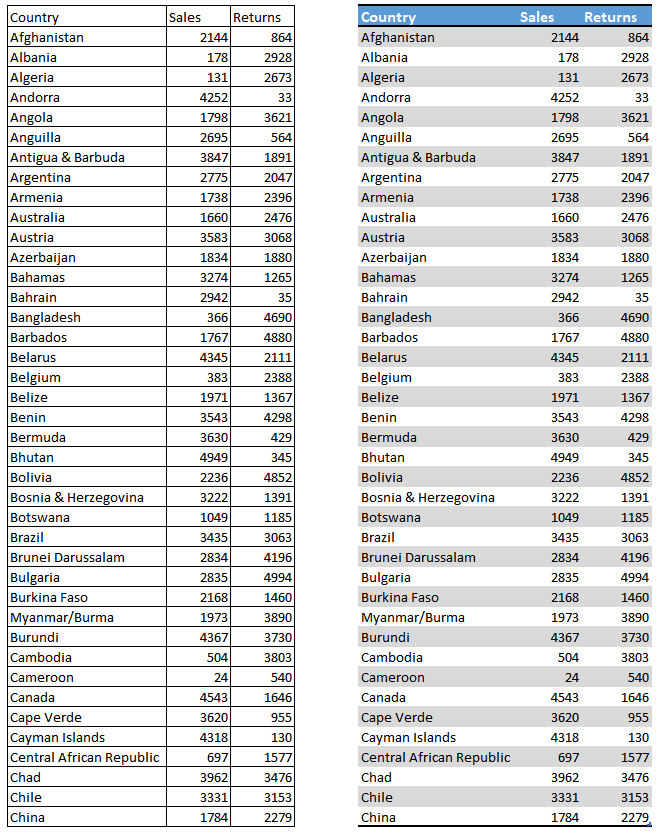 Country Sales Returns
Afghanistan 2144 864
Albania 178 2928
Algeria 131 2673
Andorra 4252 33
Angola 1798 3621
Anguilla 2695 564
Antigua & Barbuda 3847 1891
Argentina 2775 2047
Armenia 1738 2396
Australia 1660 2476
Austria 3583 3068
Azerbaijan 1834 1880
Bahamas 3274 1265
Bahrain 2942 35
Bangladesh 366 4690
Barbados 1767 4880
Belarus 4345 2111
Belgium 383 2388
Belize 1971 1367
Benin 3543 4298
Bermuda 3630 429
Bhutan 4949 345
Bolivia 2236 4852
Bosnia & Herzegovina 3222 1391
Botswana 1049 1185
Brazil 3435 3063
Brunei Darussalam 2834 4196
Bulgaria 2835 4994
Burkina Faso 2168 1460
Myanmar/Burma 1973 3890
Burundi 4367 3730
Cambodia 504 3803
Cameroon 24 540
Canada 4543 1646
Cape Verde 3620 955
Cayman Islands 4318 130
Central African Republic 697 1577
Chad 3962 3476
Chile 3331 3153
China 1784 2279
Country Sales Returns
Afghanistan 2144 864
Albania 178 2928
Algeria 131 2673
Andorra 4252 33
Angola 1798 3621
Anguilla 2695 564
Antigua & Barbuda 3847 1891
Argentina 2775 2047
Armenia 1738 2396
Australia 1660 2476
Austria 3583 3068
Azerbaijan 1834 1880
Bahamas 3274 1265
Bahrain 2942 35
Bangladesh 366 4690
Barbados 1767 4880
Belarus 4345 2111
Belgium 383 2388
Belize 1971 1367
Benin 3543 4298
Bermuda 3630 429
Bhutan 4949 345
Bolivia 2236 4852
Bosnia & Herzegovina 3222 1391
Botswana 1049 1185
Brazil 3435 3063
Brunei Darussalam 2834 4196
Bulgaria 2835 4994
Burkina Faso 2168 1460
Myanmar/Burma 1973 3890
Burundi 4367 3730
Cambodia 504 3803
Cameroon 24 540
Canada 4543 1646
Cape Verde 3620 955
Cayman Islands 4318 130
Central African Republic 697 1577
Chad 3962 3476
Chile 3331 3153
China 1784 2279